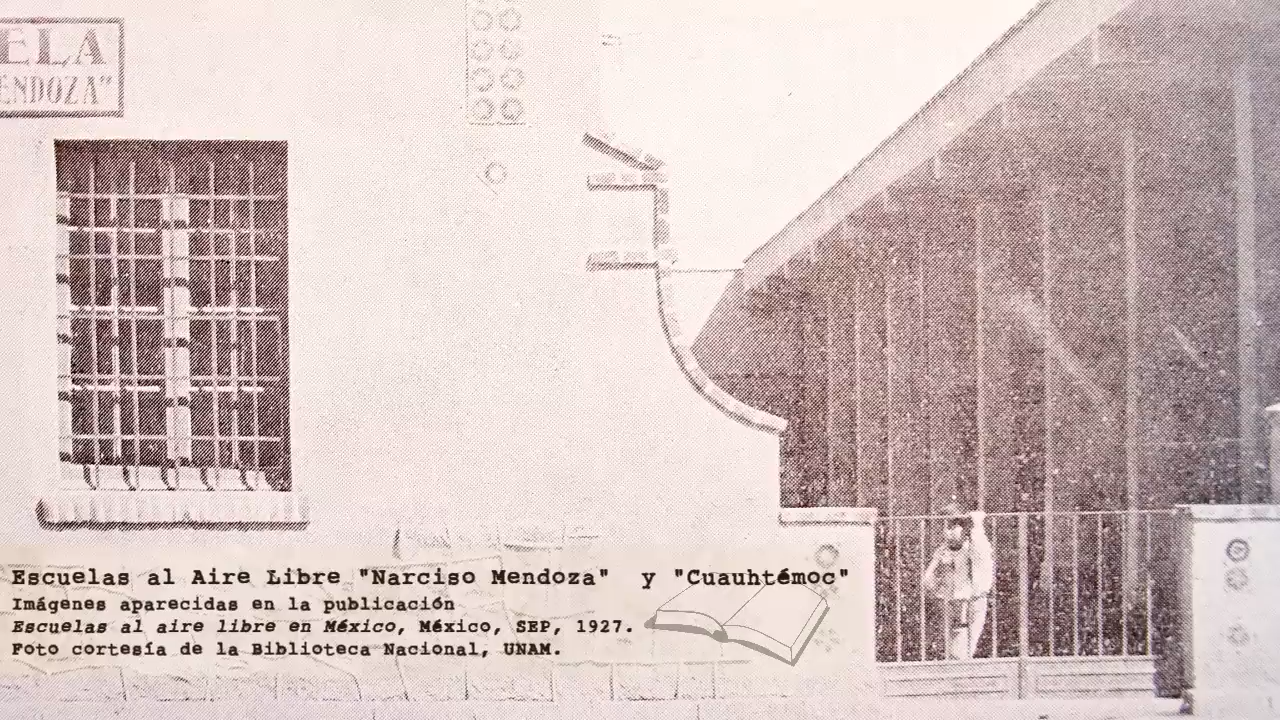 ELA
ENDOZA"
Escuelas al Aire Libre "Narciso Mendoza" y "Cuauhtémoc"
Imágenes aparecidas en la publicación
Escuelas al aire libre en México, México, SEP, 1927.
Foto cortesía de la Biblioteca Nacional, UNAM.